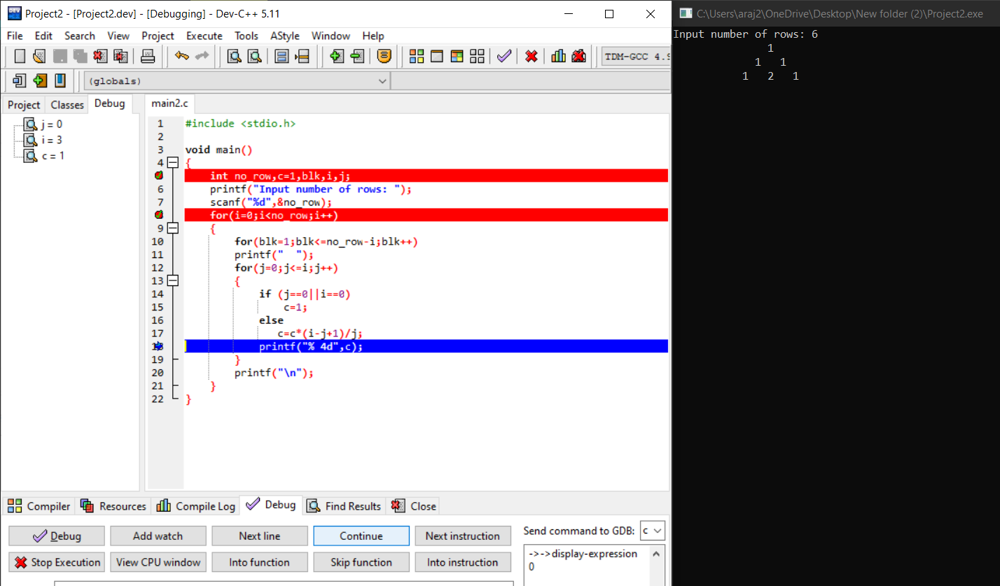 Project2 - [Project2.dev] - [Debugging] - Dev-C++ 5.11
File Edit Search View Project Execute Tools AStyle Window Help
TDM-GCC 4.9
(globals)
Project Classes Debug
j = 0
i = 3
c = 1
main2.c
1 #include <stdio.h>
2
3 void main()
4 {
int no_row,c=1,blk,i,j;
6 printf("Input number of rows: ");
7 scanf("%d",&no_row);
for(i=0;i<no_row;i++)
9 {
10 for(blk=1;blk<=no_row-i;blk++)
11 printf("  ");
12 for(j=0;j<=i;j++)
13 {
14 if (j==0||i==0)
15 c=1;
16 else
17 c=c*(i-j+1)/j;
18 printf("% 4d",c);
19 }
20 printf("\n");
21 }
22 }
Compiler Resources Compile Log Debug Find Results Close
Debug Add watch Next line Continue Next instruction
Stop Execution View CPU window Into function Skip function Into instruction
Send command to GDB: c
->->display-expression
0
C:\Users\araj2\OneDrive\Desktop\New folder (2)\Project2.exe
Input number of rows: 6
1
1 1
1 2 1